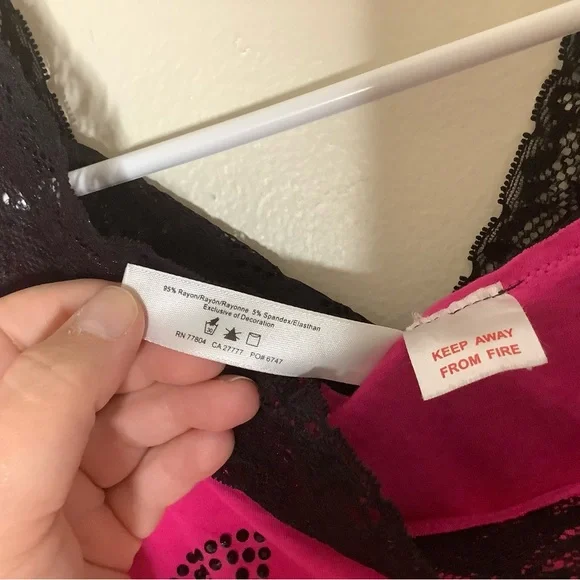 95% Rayon/Rayón/Rayonne 5% Spandex/Elasthan
Exclusive of Decoration
RN 77804 CA 27777 PO# 6747
KEEP AWAY
FROM FIRE